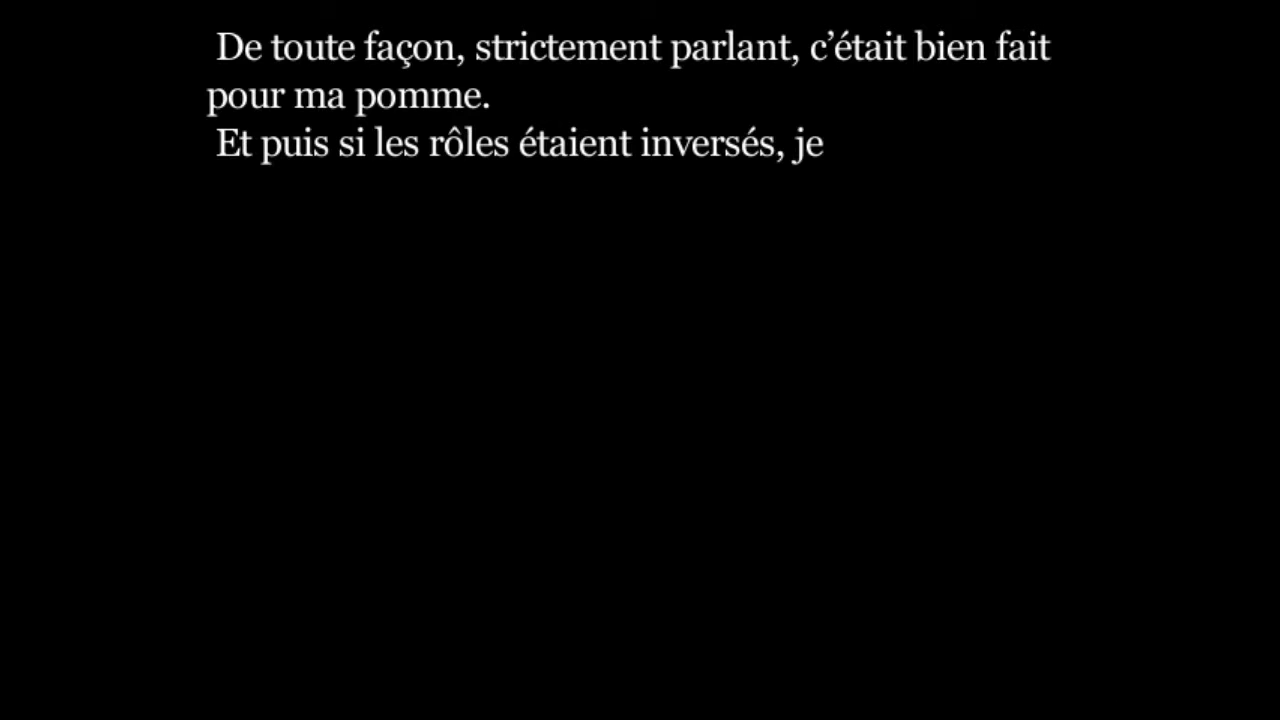 De toute façon, strictement parlant, c’était bien fait
pour ma pomme.
Et puis si les rôles étaient inversés, je